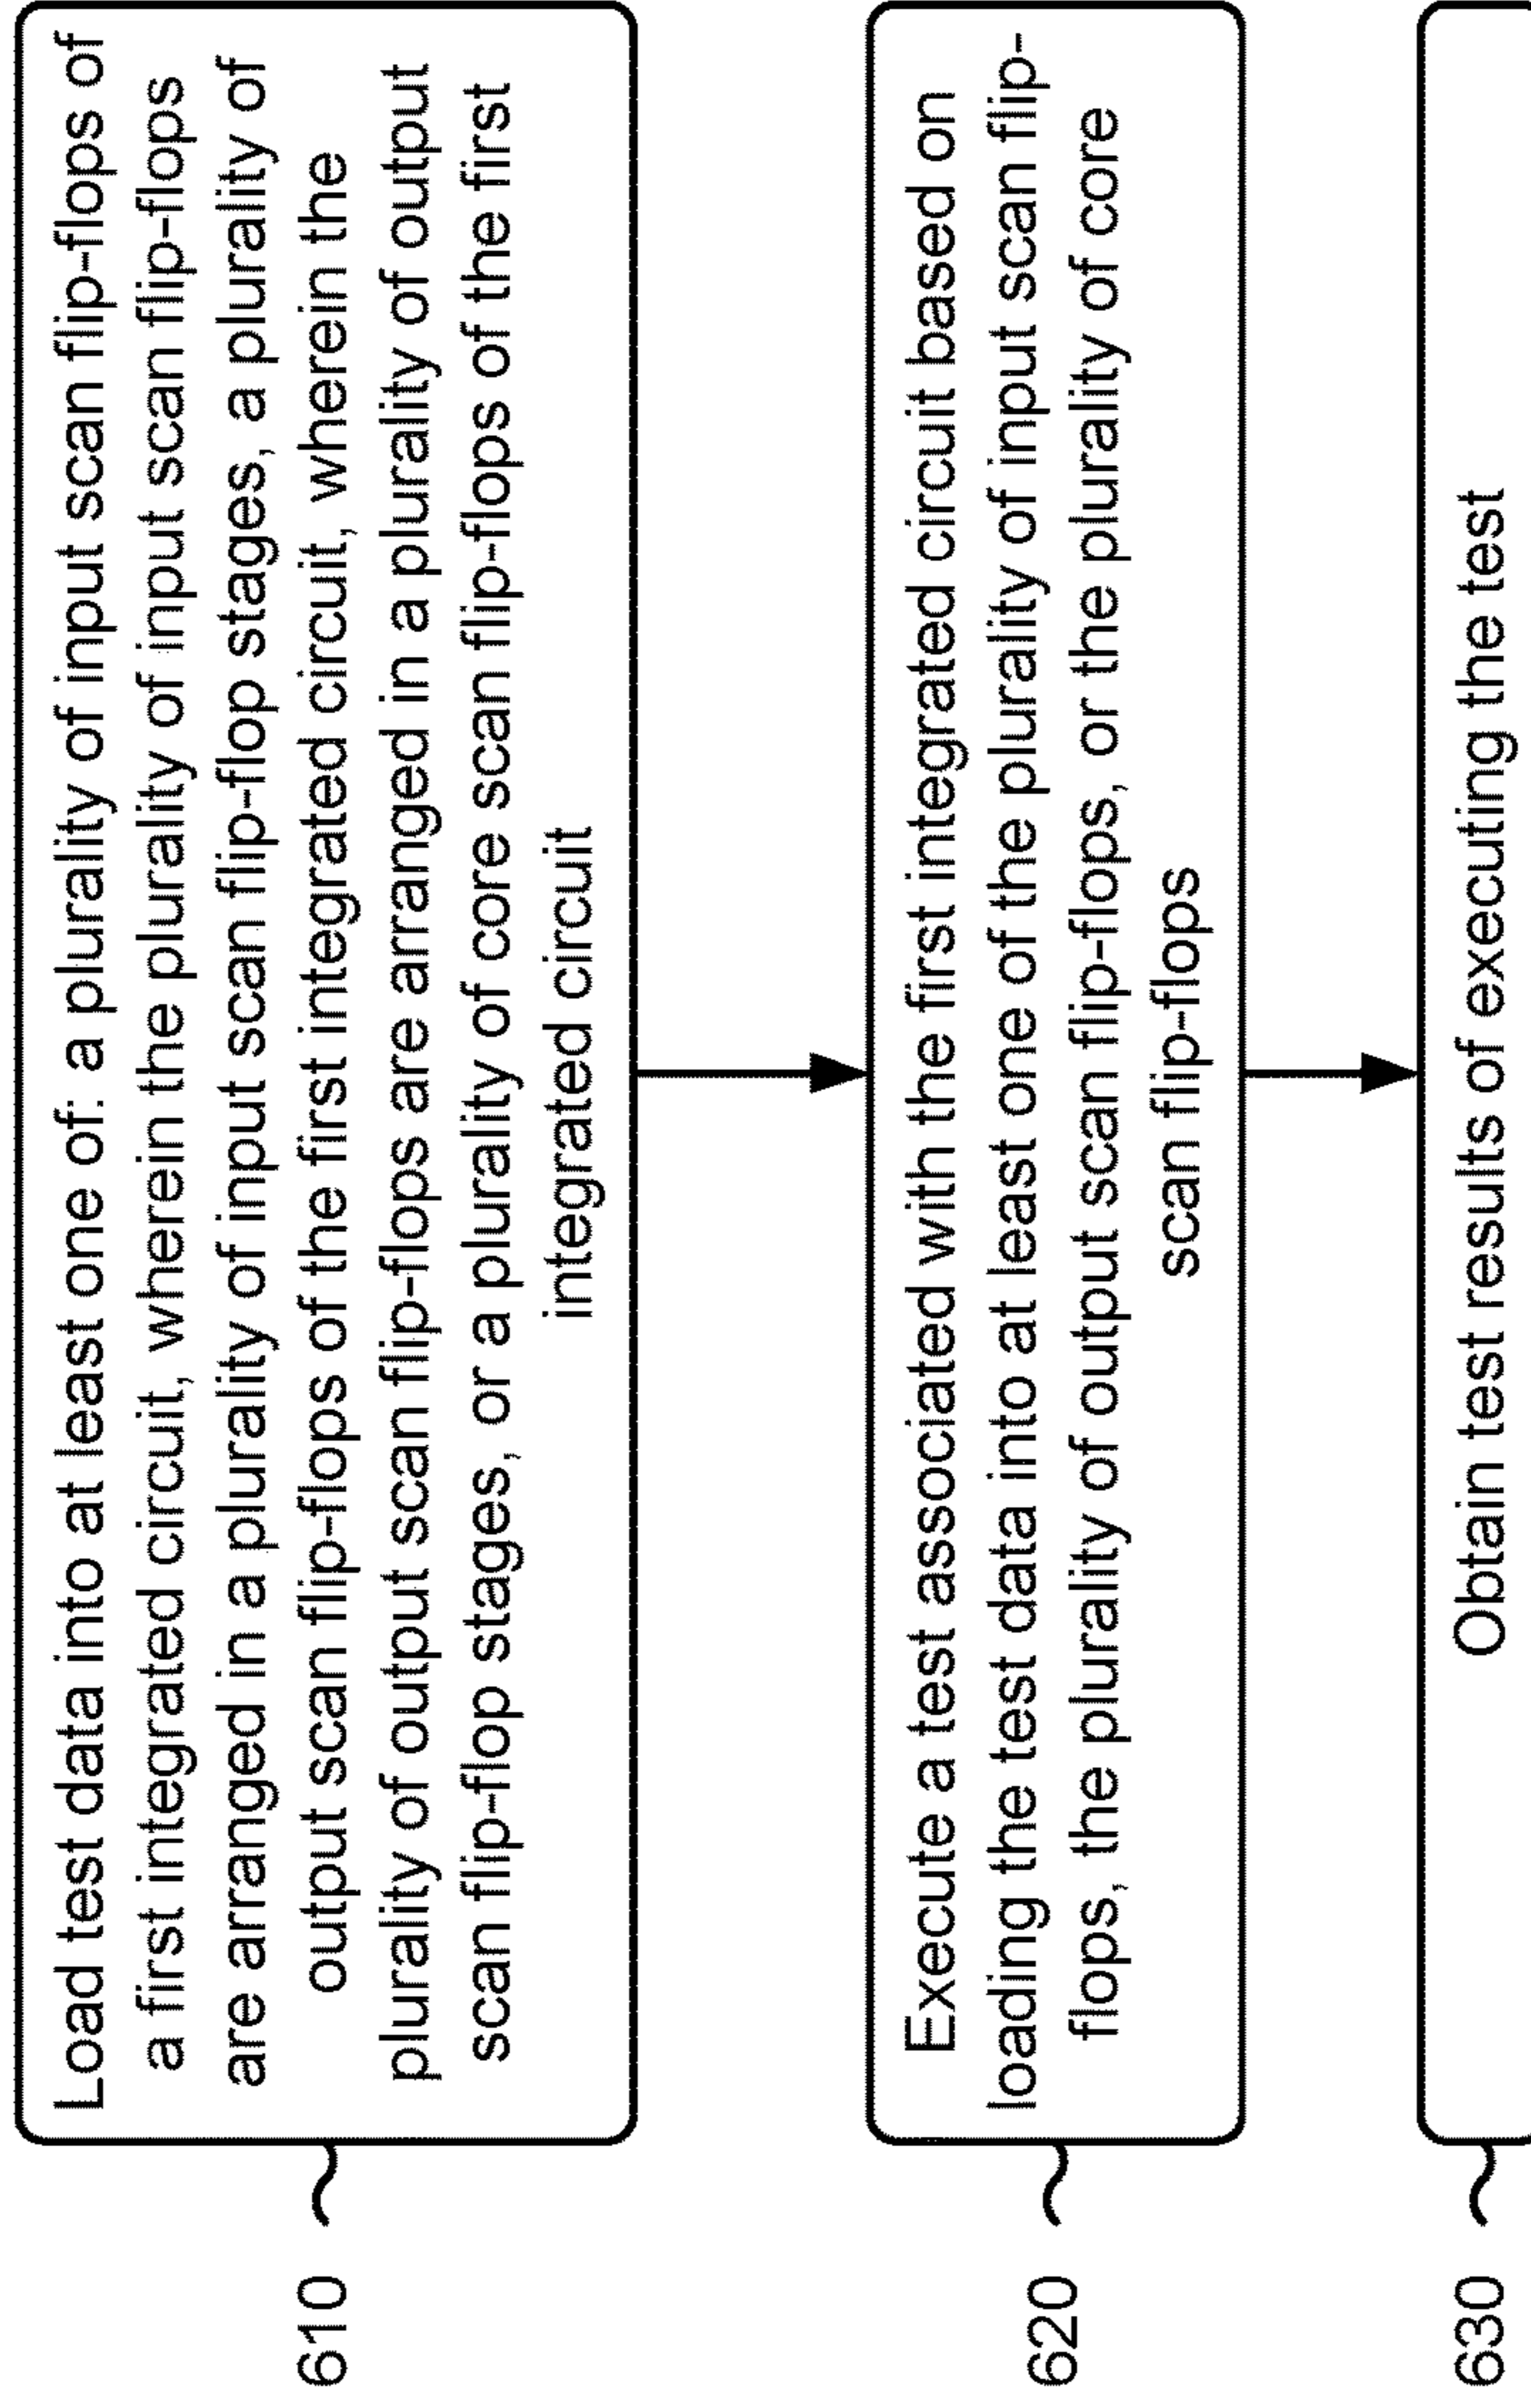 610
Load test data into at least one of: a plurality of input scan flip-flops of
a first integrated circuit, wherein the plurality of input scan flip-flops
are arranged in a plurality of input scan flip-flop stages, a plurality of
output scan flip-flops of the first integrated circuit, wherein the
plurality of output scan flip-flops are arranged in a plurality of output
scan flip-flop stages, or a plurality of core scan flip-flops of the first
integrated circuit
620
Execute a test associated with the first integrated circuit based on
loading the test data into at least one of the plurality of input scan flip-
flops, the plurality of output scan flip-flops, or the plurality of core
scan flip-flops
630
Obtain test results of executing the test